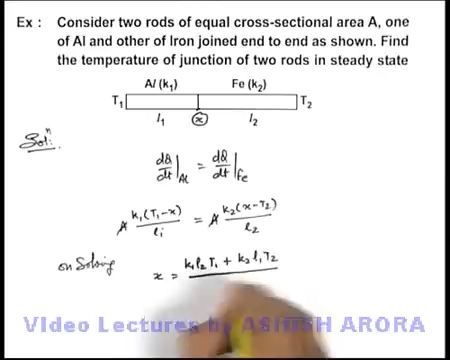 Ex : Consider two rods of equal cross-sectional area A, one
of Al and other of Iron joined end to end as shown. Find
the temperature of junction of two rods in steady state
Al (k₁) Fe (k₂)
T₁ T₂
l₁ x l₂
Solⁿ.
dQ/dt|Al = dQ/dt|Fe
A k₁(T₁-x)/l₁ = A k₂(x-T₂)/l₂
on Solving
x = k₁l₂T₁ + k₂l₁T₂
Video Lectures by ASHISH ARORA